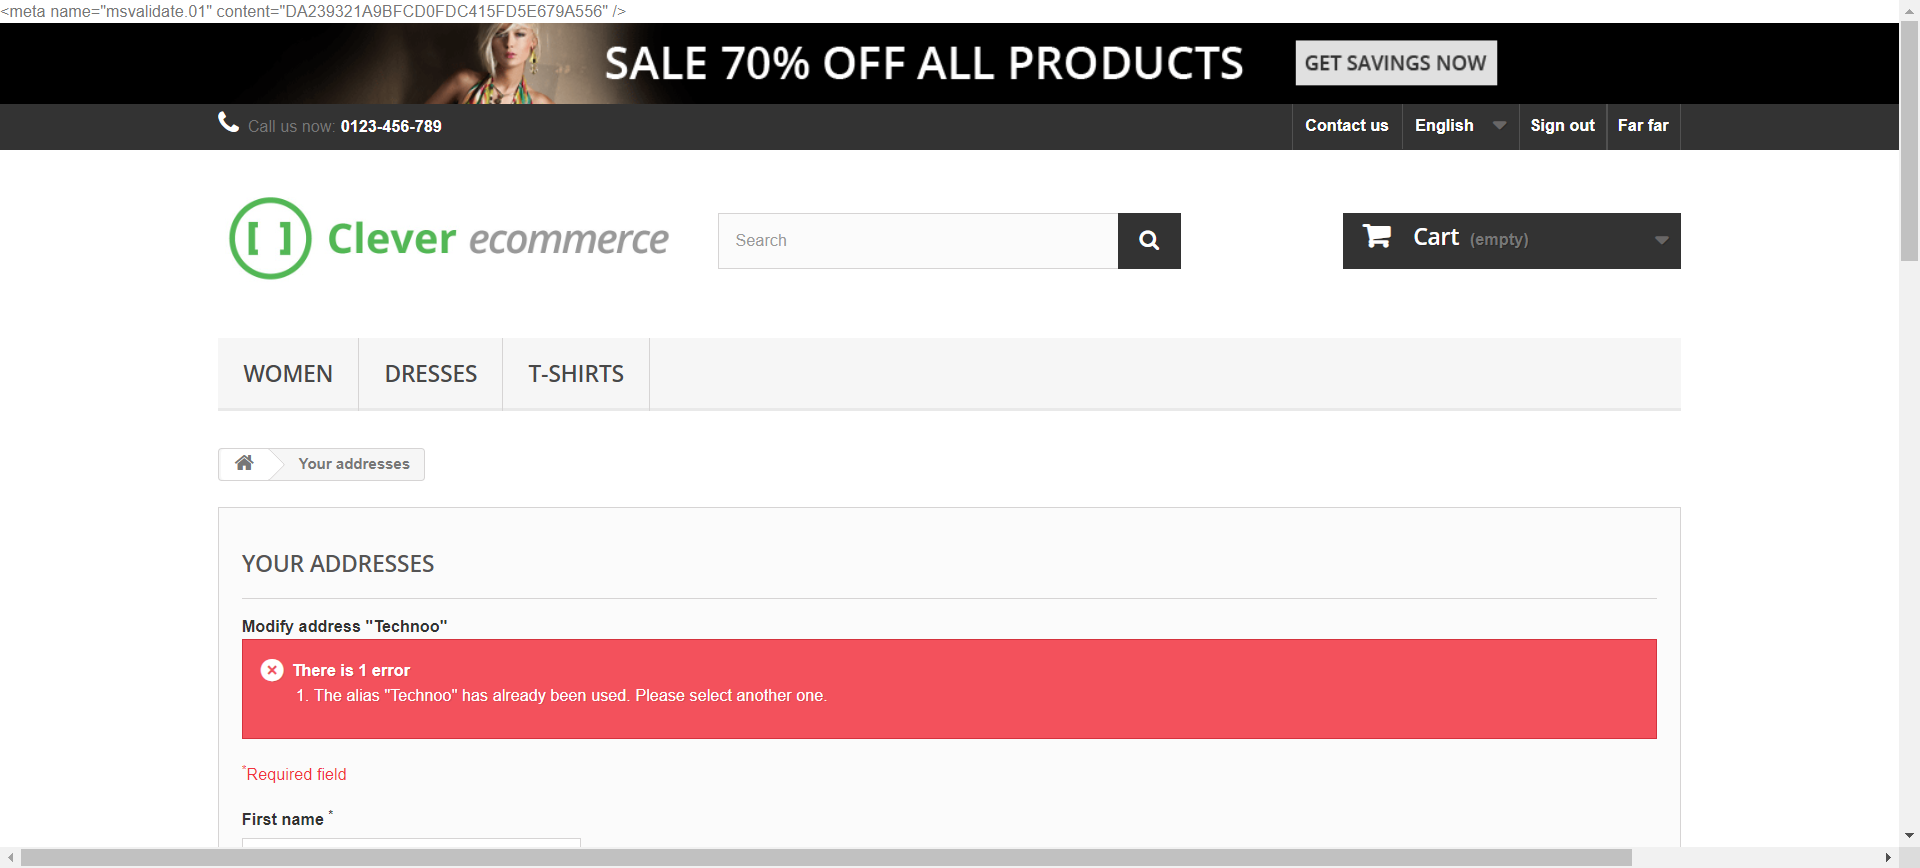 <meta name="msvalidate.01" content="DA239321A9BFCD0FDC415FD5E679A556" />
SALE 70% OFF ALL PRODUCTS GET SAVINGS NOW
Call us now: 0123-456-789 Contact us English Sign out Far far
[ ] Clever ecommerce Search Cart (empty)
WOMEN DRESSES T-SHIRTS
Your addresses
YOUR ADDRESSES
Modify address "Technoo"
There is 1 error
1. The alias "Technoo" has already been used. Please select another one.
*Required field
First name *